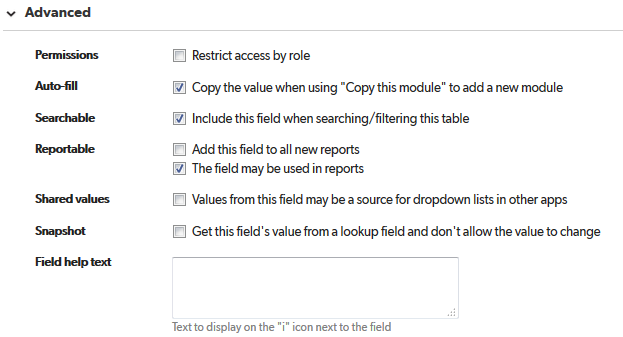 Advanced
Permissions Restrict access by role
Auto-fill Copy the value when using "Copy this module" to add a new module
Searchable Include this field when searching/filtering this table
Reportable Add this field to all new reports
The field may be used in reports
Shared values Values from this field may be a source for dropdown lists in other apps
Snapshot Get this field's value from a lookup field and don't allow the value to change
Field help text
Text to display on the "i" icon next to the field